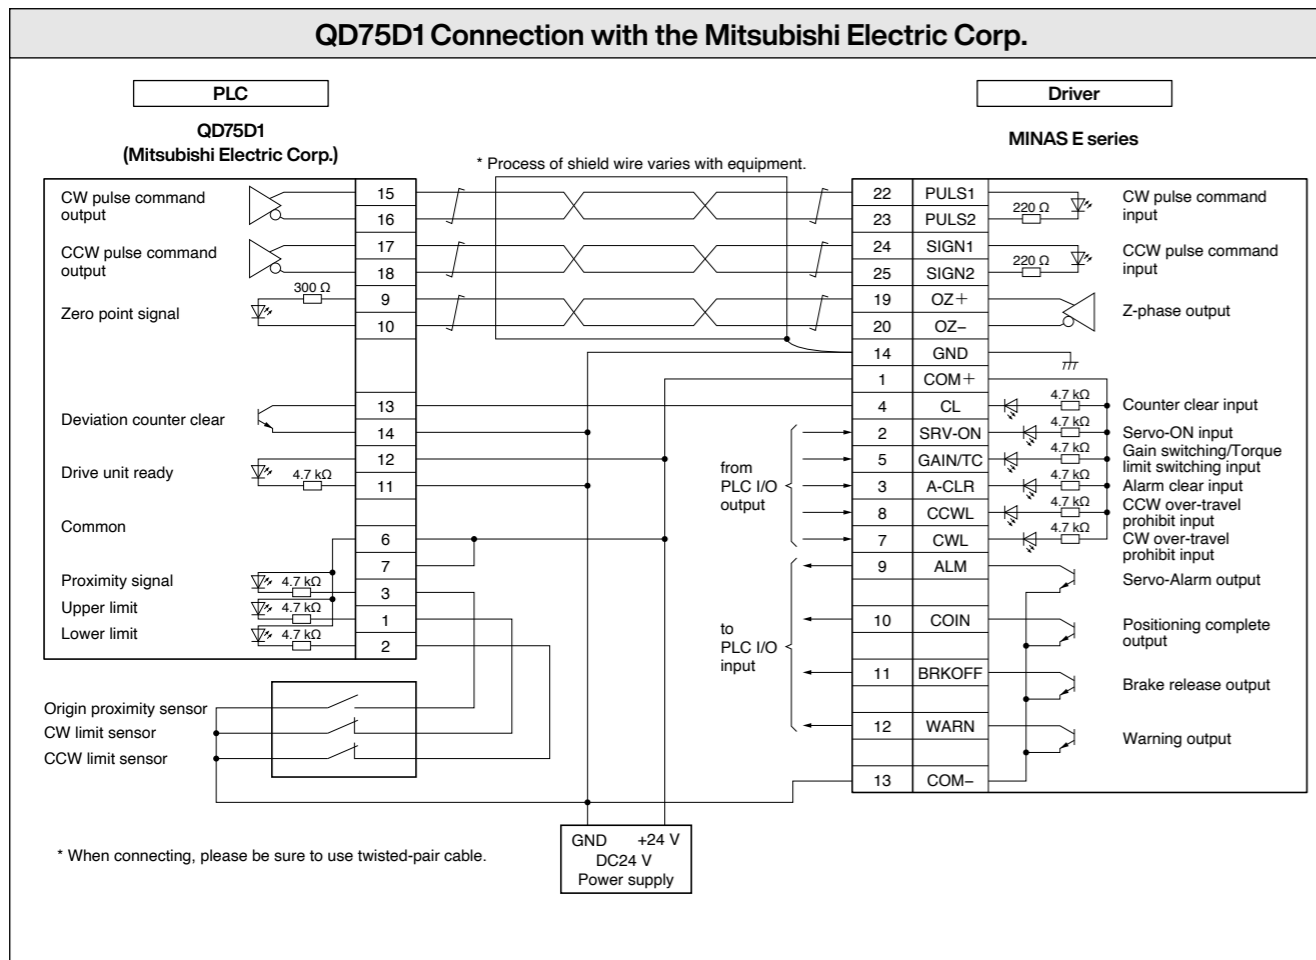 QD75D1 Connection with the Mitsubishi Electric Corp.
PLC
Driver
QD75D1
(Mitsubishi Electric Corp.)
MINAS E series
* Process of shield wire varies with equipment.
CW pulse command
output
15
16
CCW pulse command
output
17
18
Zero point signal
300 Ω
9
10
Deviation counter clear
13
14
Drive unit ready
4.7 kΩ
12
11
Common
6
7
Proximity signal
4.7 kΩ
3
Upper limit
4.7 kΩ
1
Lower limit
4.7 kΩ
2
22 PULS1
23 PULS2
220 Ω
CW pulse command
input
24 SIGN1
25 SIGN2
220 Ω
CCW pulse command
input
19 OZ+
20 OZ−
Z-phase output
14 GND
1 COM+
4 CL 4.7 kΩ Counter clear input
2 SRV-ON 4.7 kΩ Servo-ON input
5 GAIN/TC 4.7 kΩ Gain switching/Torque
limit switching input
3 A-CLR 4.7 kΩ Alarm clear input
8 CCWL 4.7 kΩ CCW over-travel
prohibit input
7 CWL 4.7 kΩ CW over-travel
prohibit input
from
PLC I/O
output
9 ALM Servo-Alarm output
10 COIN Positioning complete
output
11 BRKOFF Brake release output
12 WARN Warning output
13 COM−
to
PLC I/O
input
Origin proximity sensor
CW limit sensor
CCW limit sensor
GND +24 V
DC24 V
Power supply
* When connecting, please be sure to use twisted-pair cable.